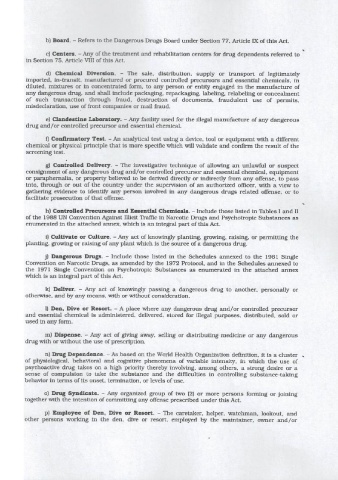 b) Board. – Refers to the Dangerous Drugs Board under Section 77, Article IX of this Act.
c) Centers. – Any of the treatment and rehabilitation centers for drug dependents referred to
in Section 75, Article VIII of this Act.
d) Chemical Diversion. – The sale, distribution, supply or transport of legitimately
imported, in-transit, manufactured or procured controlled precursors and essential chemicals, in
diluted, mixtures or in concentrated form, to any person or entity engaged in the manufacture of
any dangerous drug, and shall include packaging, repackaging, labeling, relabeling or concealment
of such transaction through fraud, destruction of documents, fraudulent use of permits,
misdeclaration, use of front companies or mail fraud.
e) Clandestine Laboratory. – Any facility used for the illegal manufacture of any dangerous
drug and/or controlled precursor and essential chemical.
f) Confirmatory Test. – An analytical test using a device, tool or equipment with a different
chemical or physical principle that is more specific which will validate and confirm the result of the
screening test.
g) Controlled Delivery. – The investigative technique of allowing an unlawful or suspect
consignment of any dangerous drug and/or controlled precursor and essential chemical, equipment
or paraphernalia, or property believed to be derived directly or indirectly from any offense, to pass
into, through or out of the country under the supervision of an authorized officer, with a view to
gathering evidence to identify any person involved in any dangerous drugs related offense, or to
facilitate prosecution of that offense.
h) Controlled Precursors and Essential Chemicals. – Include those listed in Tables I and II
of the 1988 UN Convention Against Illicit Traffic in Narcotic Drugs and Psychotropic Substances as
enumerated in the attached annex, which is an integral part of this Act.
i) Cultivate or Culture. – Any act of knowingly planting, growing, raising, or permitting the
planting, growing or raising of any plant which is the source of a dangerous drug.
j) Dangerous Drugs. – Include those listed in the Schedules annexed to the 1961 Single
Convention on Narcotic Drugs, as amended by the 1972 Protocol, and in the Schedules annexed to
the 1971 Single Convention on Psychotropic Substances as enumerated in the attached annex
which is an integral part of this Act.
k) Deliver. – Any act of knowingly passing a dangerous drug to another, personally or
otherwise, and by any means, with or without consideration.
l) Den, Dive or Resort. – A place where any dangerous drug and/or controlled precursor
and essential chemical is administered, delivered, stored for illegal purposes, distributed, sold or
used in any form.
m) Dispense. – Any act of giving away, selling or distributing medicine or any dangerous
drug with or without the use of prescription.
n) Drug Dependence. – As based on the World Health Organization definition, it is a cluster
of physiological, behavioral and cognitive phenomena of variable intensity, in which the use of
psychoactive drug takes on a high priority thereby involving, among others, a strong desire or a
sense of compulsion to take the substance and the difficulties in controlling substance-taking
behavior in terms of its onset, termination, or levels of use.
o) Drug Syndicate. – Any organized group of two (2) or more persons forming or joining
together with the intention of committing any offense prescribed under this Act.
p) Employee of Den, Dive or Resort. – The caretaker, helper, watchman, lookout, and
other persons working in the den, dive or resort, employed by the maintainer, owner and/or